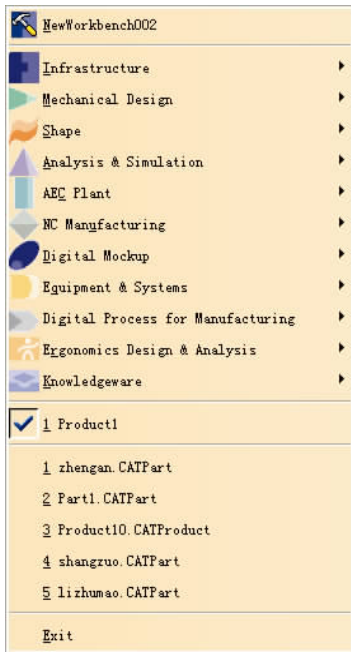 NewWorkbench002
Infrastructure
Mechanical Design
Shape
Analysis & Simulation
AEC Plant
NC Manufacturing
Digital Mockup
Equipment & Systems
Digital Process for Manufacturing
Ergonomics Design & Analysis
Knowledgeware
1 Product1
1 zhengan.CATPart
2 Part1.CATPart
3 Product10.CATProduct
4 shangzuo.CATPart
5 lizhumao.CATPart
Exit